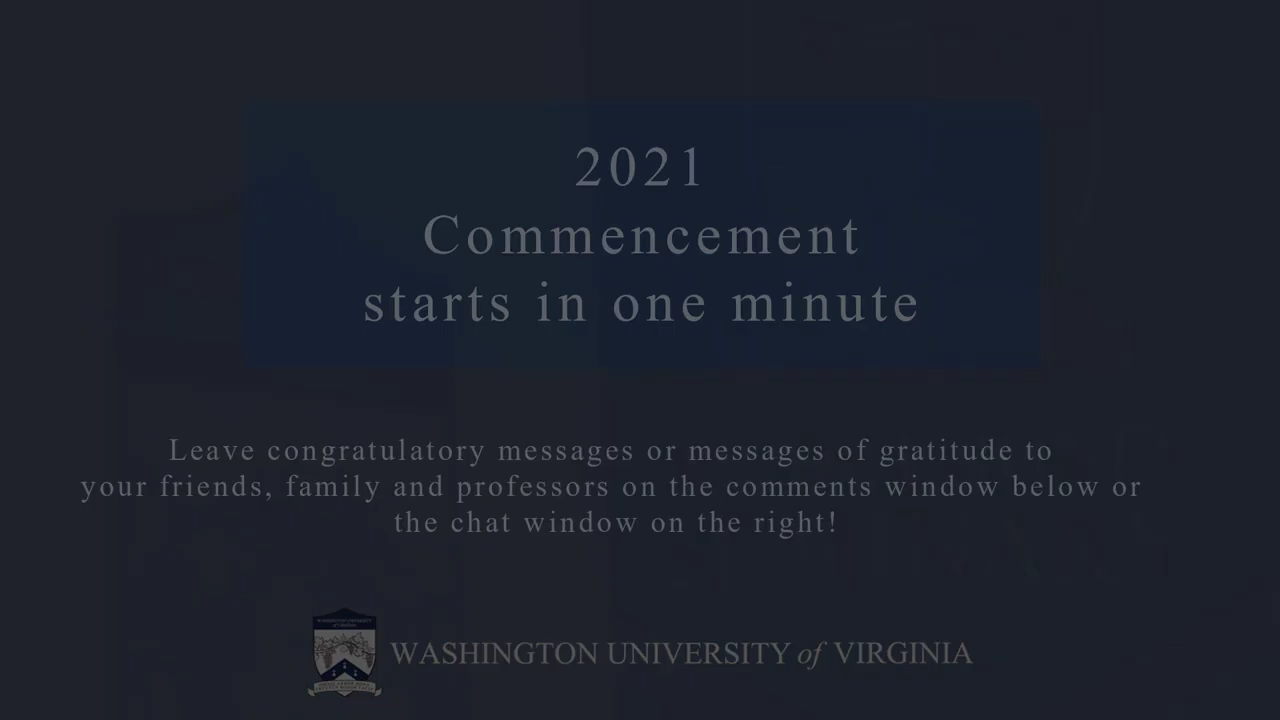 2021
Commencement
starts in one minute
Leave congratulatory messages or messages of gratitude to
your friends, family and professors on the comments window below or
the chat window on the right!
WASHINGTON UNIVERSITY of VIRGINIA